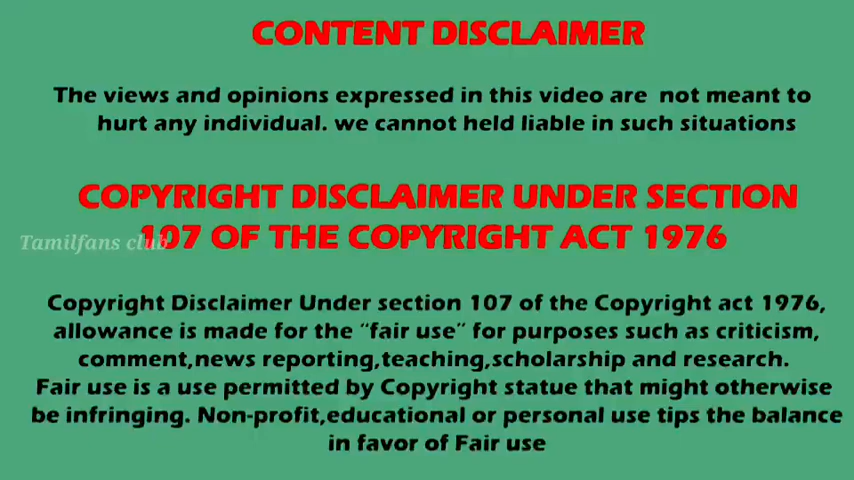 CONTENT DISCLAIMER
The views and opinions expressed in this video are not meant to
hurt any individual. we cannot held liable in such situations
COPYRIGHT DISCLAIMER UNDER SECTION
107 OF THE COPYRIGHT ACT 1976
Tamilfans club
Copyright Disclaimer Under section 107 of the Copyright act 1976,
allowance is made for the "fair use" for purposes such as criticism,
comment,news reporting,teaching,scholarship and research.
Fair use is a use permitted by Copyright statue that might otherwise
be infringing. Non-profit,educational or personal use tips the balance
in favor of Fair use